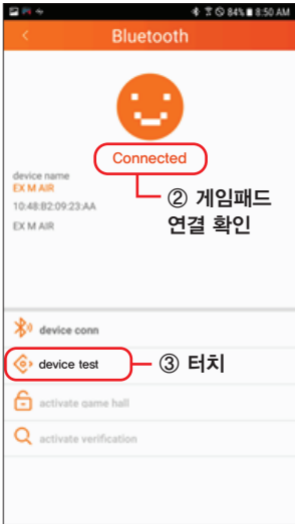 84% 8:50 AM
Bluetooth
Connected
device name
EX M AIR
10:48:B2:09:23:AA
EX M AIR
② 게임패드
연결 확인
device conn
device test
③ 터치
activate game hall
activate verification